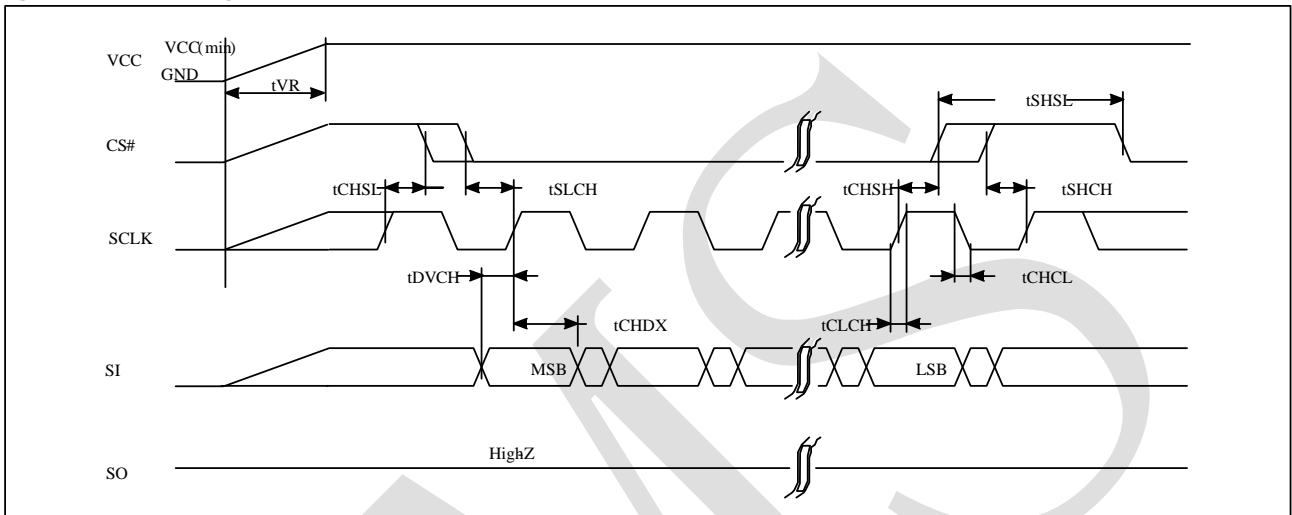 VCC(min)
VCC
GND
tVR
tSHSL
CS#
tCHSL
tSLCH
tCHSH
tSHCH
SCLK
tDVCH
tCHCL
tCHDX
tCLCH
SI
MSB
LSB
HighZ
SO